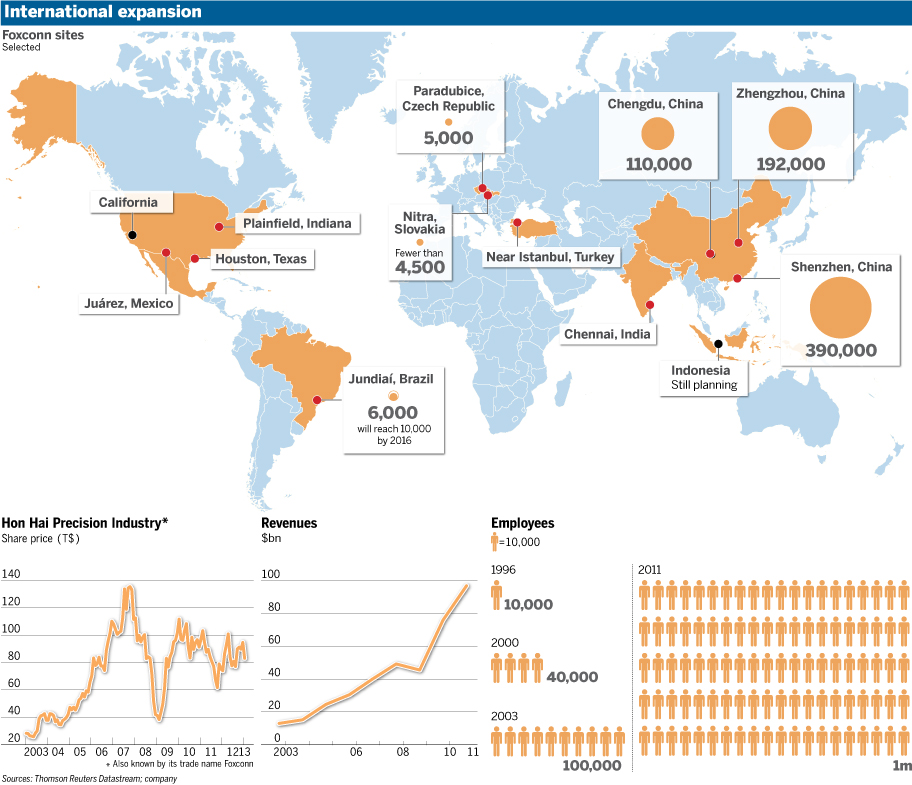 International expansion
Foxconn sites
Selected
Paradubice,
Czech Republic
5,000
Chengdu, China
110,000
Zhengzhou, China
192,000
California
Plainfield, Indiana
Houston, Texas
Juárez, Mexico
Nitra,
Slovakia
Fewer than
4,500
Near Istanbul, Turkey
Shenzhen, China
390,000
Chennai, India
Indonesia
Still planning
Jundiaí, Brazil
6,000
will reach 10,000
by 2016
Hon Hai Precision Industry*
Share price (T$)
140
120
100
80
60
40
20
2003 04 05 06 07 08 09 10 11 12 13
+ Also known by its trade name Foxconn
Revenues
$bn
100
80
60
40
20
0
2003 06 08 10 11
Employees
=10,000
1996
10,000
2000
40,000
2003
100,000
2011
1m
Sources: Thomson Reuters Datastream; company